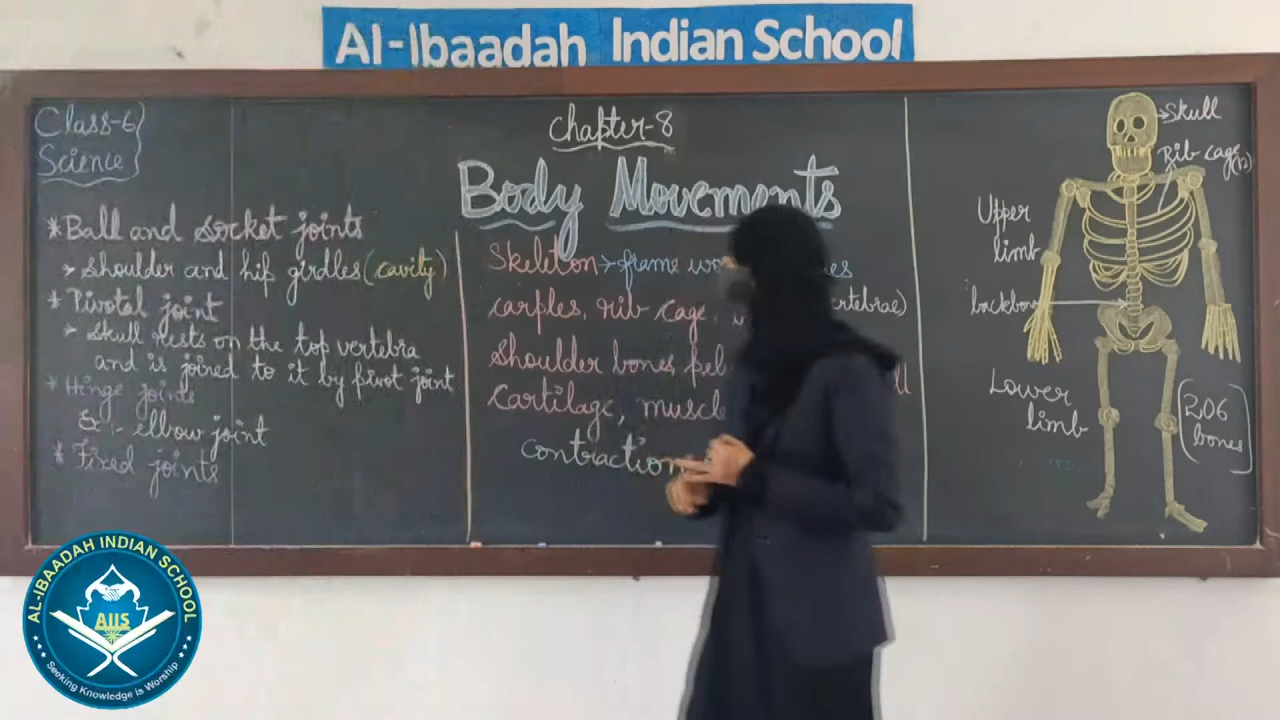 Al-Ibaadah Indian School
Class-6
Science
Chapter-8
Body Movements
* Ball and socket joints
> Shoulder and hip girdles (cavity)
* Pivotal joint
> Skull rests on the top vertebra
and is joined to it by pivot joint
* Hinge joints
Ex:- elbow joint
* Fixed joints
Skeleton > frame
carples, rib cage,
Shoulder bones
Cartilage,
contraction
Skull
Rib cage (12)
Upper
limb
backbone
Lower
limb
206
bones
AL-IBAADAH INDIAN SCHOOL
AIIS
Seeking Knowledge is Worship